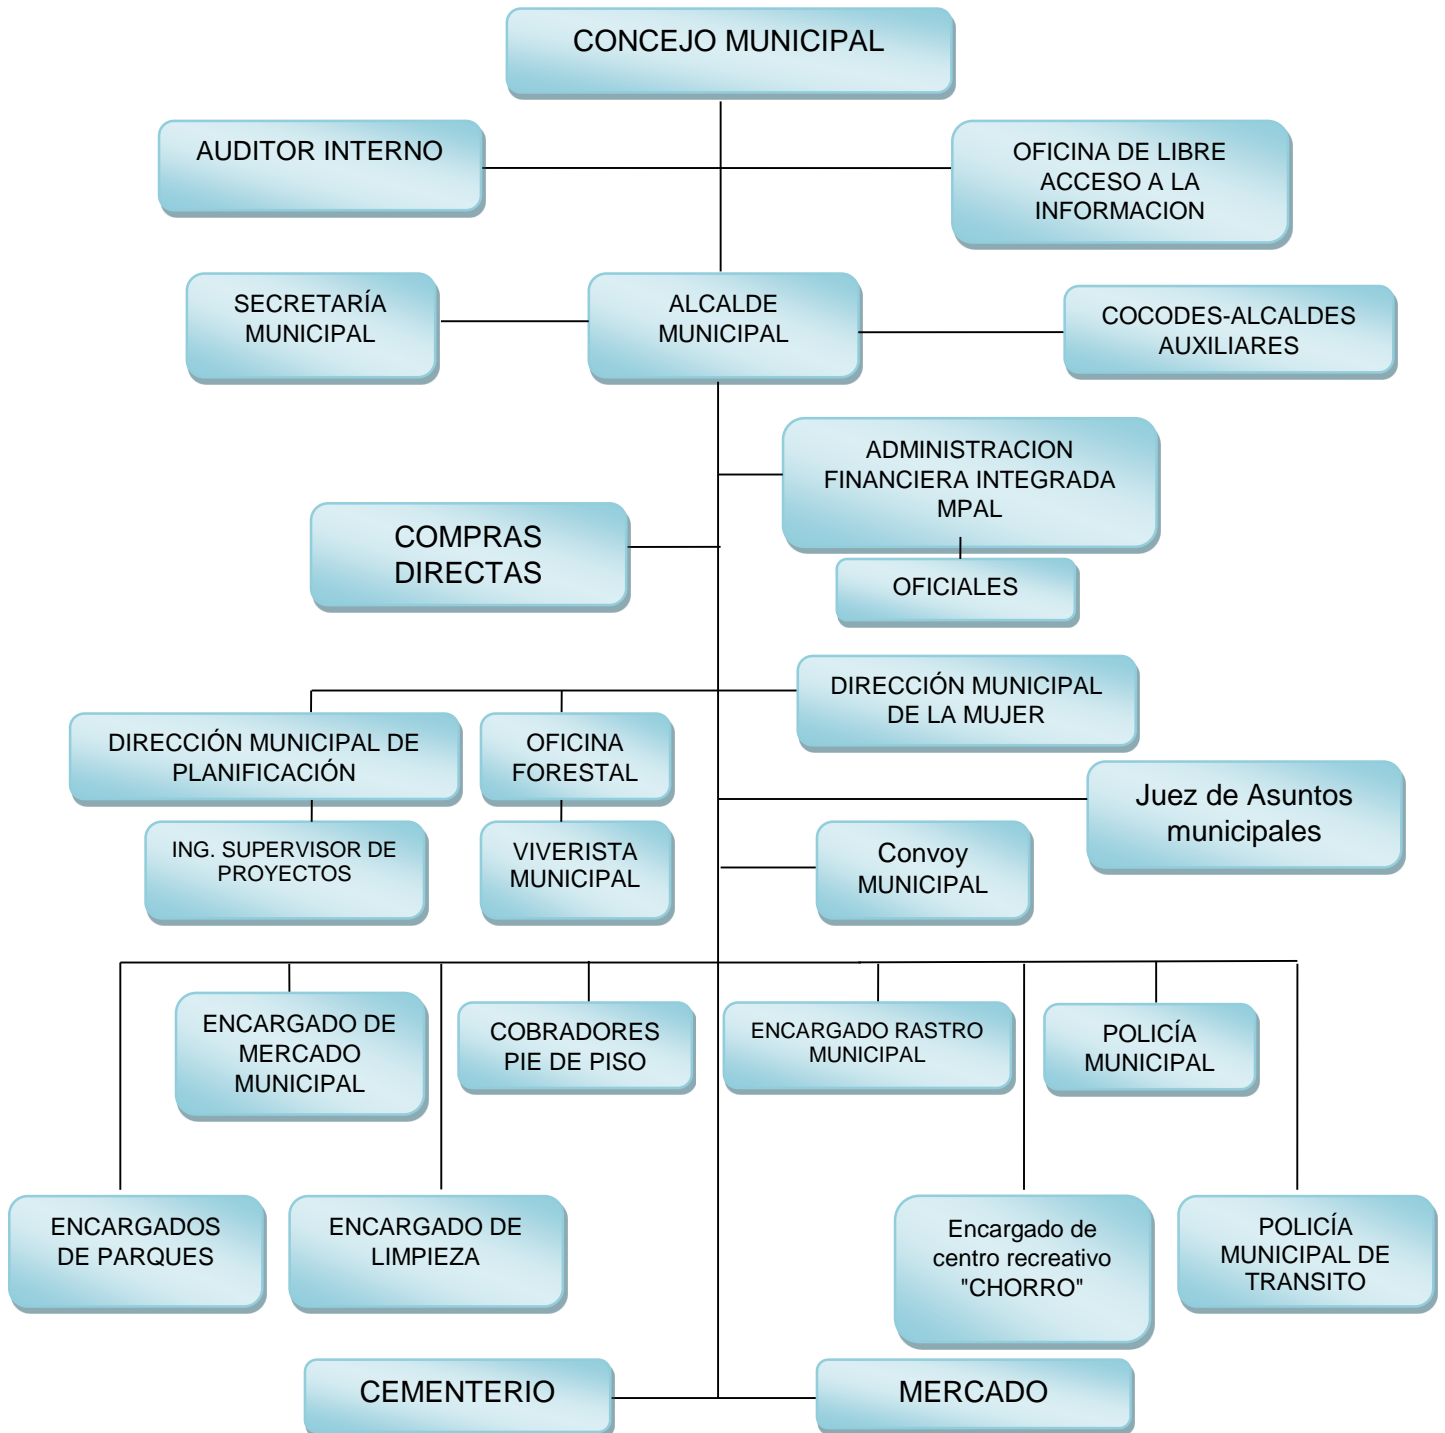 CONCEJO MUNICIPAL
AUDITOR INTERNO
OFICINA DE LIBRE
ACCESO A LA
INFORMACION
SECRETARÍA
MUNICIPAL
ALCALDE
MUNICIPAL
COCODES-ALCALDES
AUXILIARES
ADMINISTRACION
FINANCIERA INTEGRADA
MPAL
COMPRAS
DIRECTAS
OFICIALES
DIRECCIÓN MUNICIPAL
DE LA MUJER
DIRECCIÓN MUNICIPAL DE
PLANIFICACIÓN
OFICINA
FORESTAL
Juez de Asuntos
municipales
ING. SUPERVISOR DE
PROYECTOS
VIVERISTA
MUNICIPAL
Convoy
MUNICIPAL
ENCARGADO DE
MERCADO
MUNICIPAL
COBRADORES
PIE DE PISO
ENCARGADO RASTRO
MUNICIPAL
POLICÍA
MUNICIPAL
ENCARGADOS
DE PARQUES
ENCARGADO DE
LIMPIEZA
Encargado de
centro recreativo
"CHORRO"
POLICÍA
MUNICIPAL DE
TRANSITO
CEMENTERIO
MERCADO